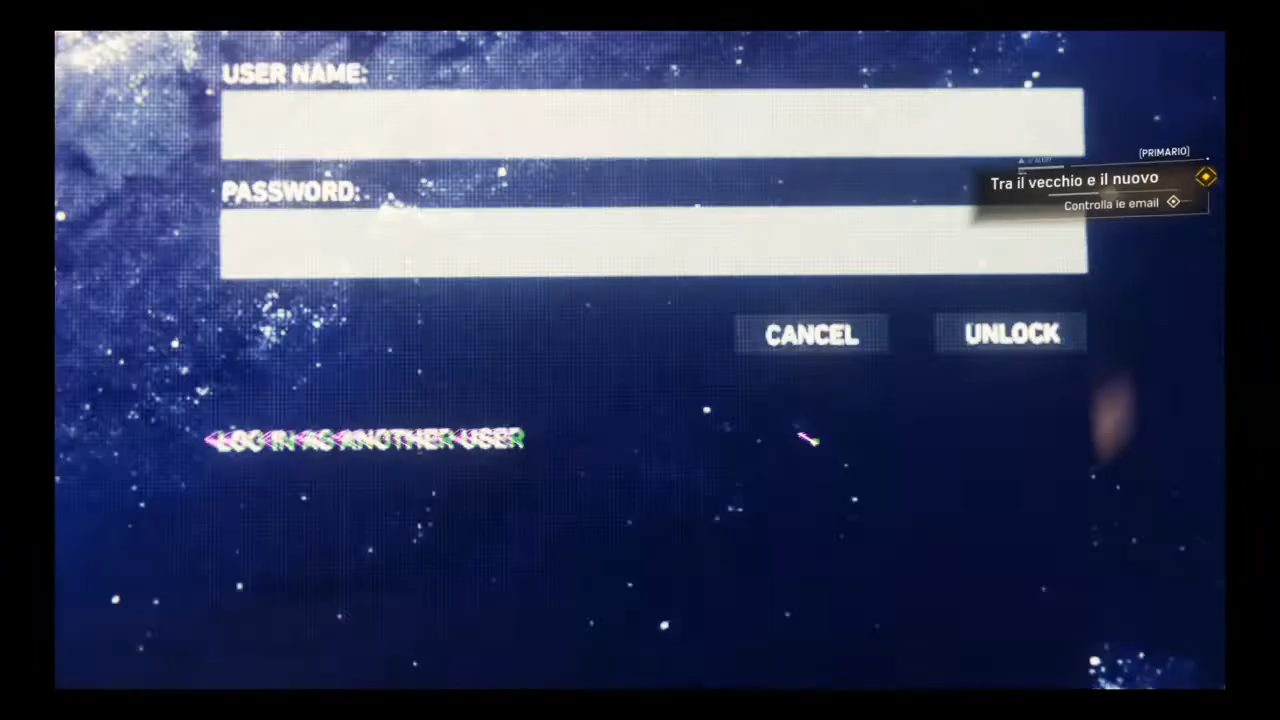 USER NAME:
PASSWORD:
(PRIMARIO)
Tra il vecchio e il nuovo
Controlla le email
CANCEL
UNLOCK
LOG IN AS ANOTHER USER